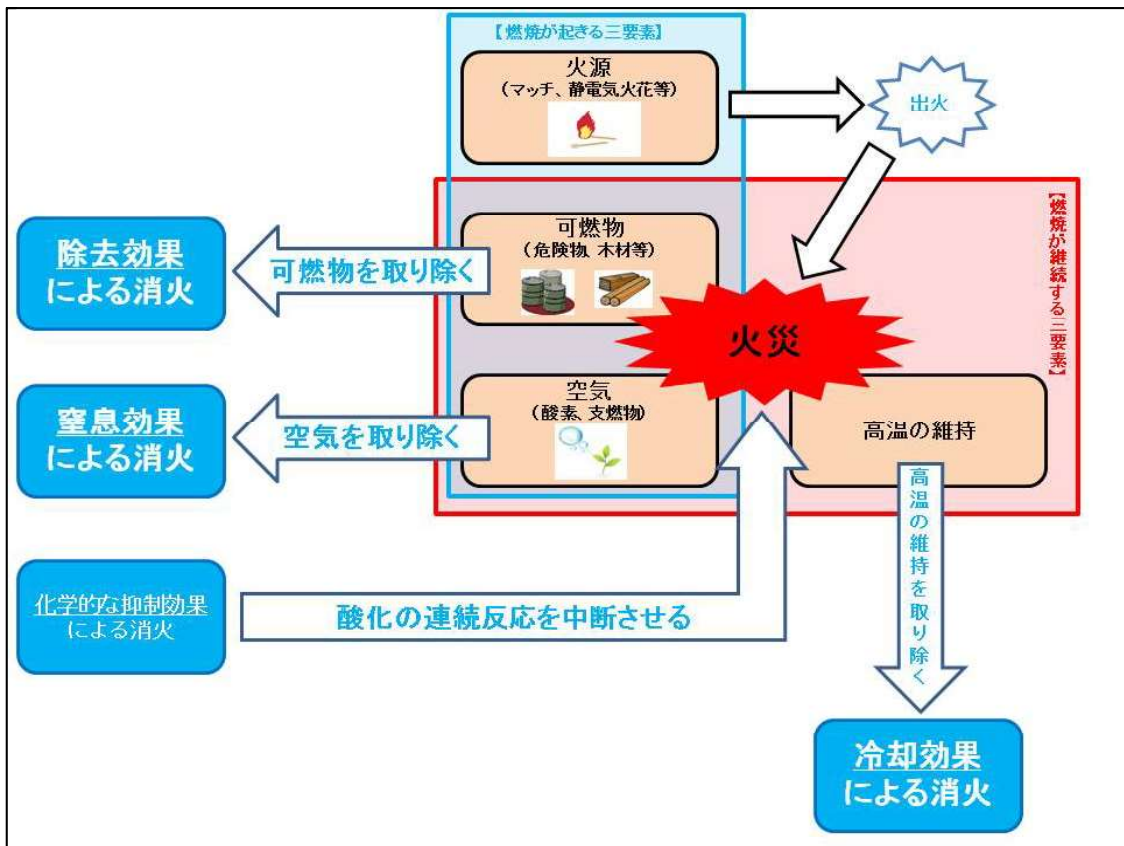 【燃焼が起きる三要素】
火源
(マッチ、静電気火花等)
出火
【燃焼が継続する三要素】
可燃物
(危険物、木材等)
可燃物を取り除く
除去効果
による消火
火災
空気
(酸素、支燃物)
空気を取り除く
窒息効果
による消火
高温の維持
高温の維持を取り除く
化学的な抑制効果
による消火
酸化の連続反応を中断させる
冷却効果
による消火